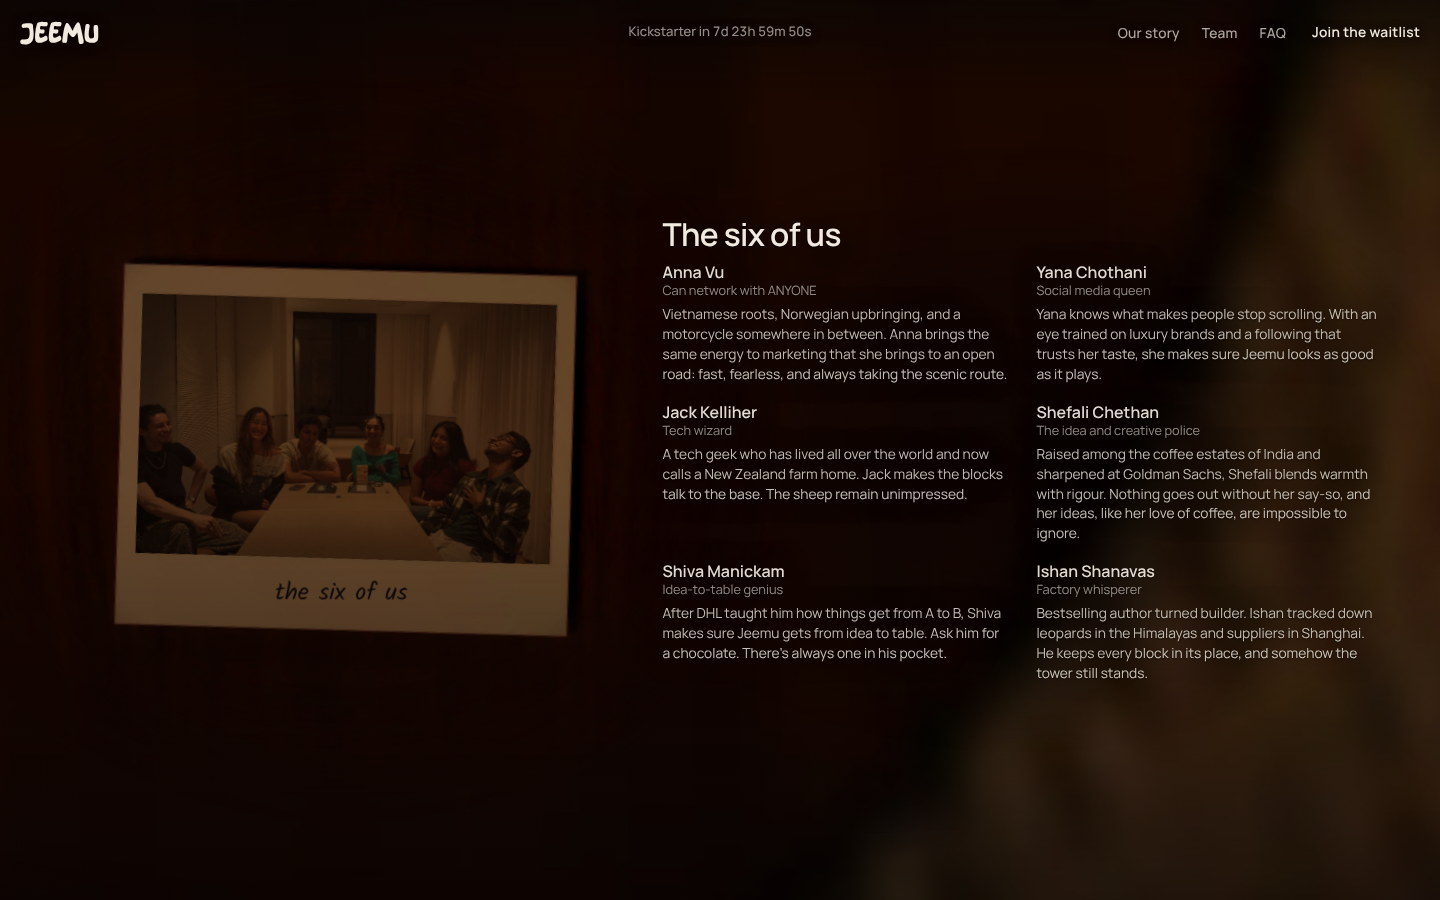 JEEMU
Kickstarter in 7d 23h 59m 50s
Our story
Team
FAQ
Join the waitlist
the six of us
The six of us
Anna Vu
Can network with ANYONE
Vietnamese roots, Norwegian upbringing, and a
motorcycle somewhere in between. Anna brings the
same energy to marketing that she brings to an open
road: fast, fearless, and always taking the scenic route.
Yana Chothani
Social media queen
Yana knows what makes people stop scrolling. With an
eye trained on luxury brands and a following that
trusts her taste, she makes sure Jeemu looks as good
as it plays.
Jack Kelliher
Tech wizard
A tech geek who has lived all over the world and now
calls a New Zealand farm home. Jack makes the blocks
talk to the base. The sheep remain unimpressed.
Shefali Chethan
The idea and creative police
Raised among the coffee estates of India and
sharpened at Goldman Sachs, Shefali blends warmth
with rigour. Nothing goes out without her say-so, and
her ideas, like her love of coffee, are impossible to
ignore.
Shiva Manickam
Idea-to-table genius
After DHL taught him how things get from A to B, Shiva
makes sure Jeemu gets from idea to table. Ask him for
a chocolate. There's always one in his pocket.
Ishan Shanavas
Factory whisperer
Bestselling author turned builder. Ishan tracked down
leopards in the Himalayas and suppliers in Shanghai.
He keeps every block in its place, and somehow the
tower still stands.